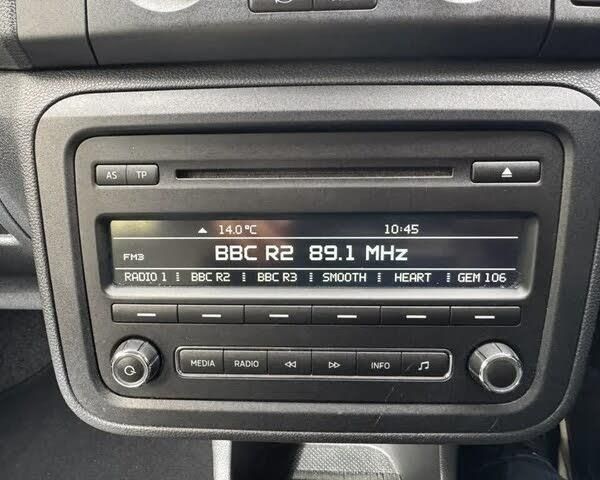 AS TP
14.0°C 10:45
FM3 BBC R2 89.1 MHz
RADIO 1 BBC R2 BBC R3 SMOOTH HEART GEM 106
MEDIA RADIO INFO